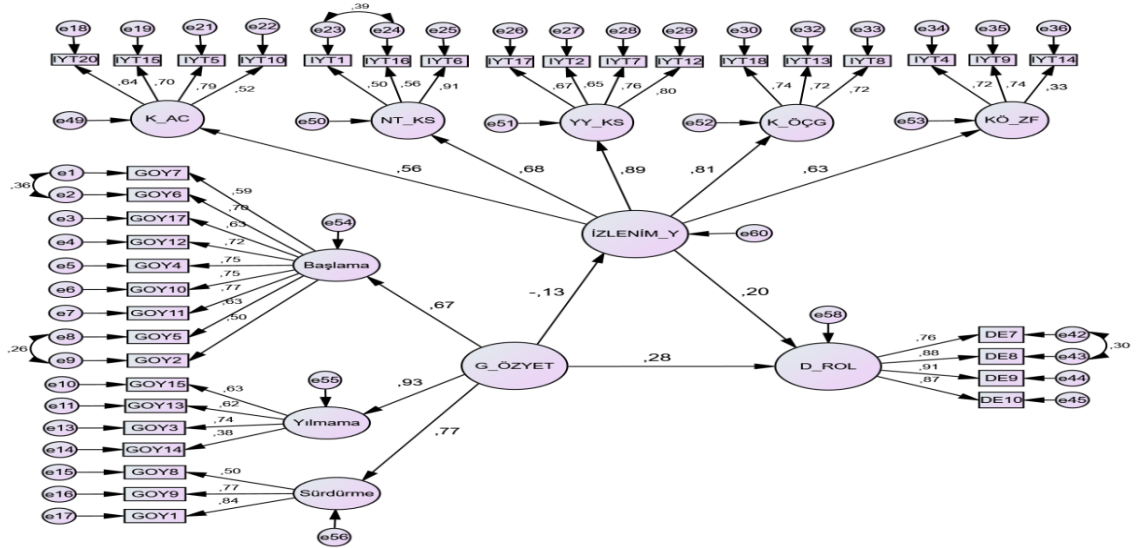 ,39
e18 e19 e21 e22 e23 e24 e25 e26 e27 e28 e29 e30 e32 e33 e34 e35 e36
IYT20 IYT15 IYT5 IYT10 IYT1 IYT16 IYT6 IYT17 IYT2 IYT7 IYT12 IYT18 IYT13 IYT8 IYT4 IYT9 IYT14
,64 ,70 ,79 ,52 ,50 ,56 ,91 ,67 ,65 ,76 ,80 ,74 ,72 ,72 ,72 ,74 ,33
e49 K_AC e50 NT_KS e51 YY_KS e52 K_ÖÇG e53 KÖ_ZF
,56 ,68 ,89 ,81 ,63
e1 GOY7 ,59
,36
e2 GOY6 ,70
e3 GOY17 ,63 e54
e4 GOY12 ,72 İZLENİM_Y e60
e5 GOY4 ,75 Başlama
e6 GOY10 ,75
e7 GOY11 ,77 ,67 -,13 ,20
e8 GOY5 ,63 e58
,26
e9 GOY2 ,50 ,76 DE7 e42
,30
G_ÖZYET ,28 D_ROL ,88 DE8 e43
e10 GOY15 ,63 e55 ,93 ,91 DE9 e44
e11 GOY13 ,62 ,87 DE10 e45
e13 GOY3 ,74 Yılmama
e14 GOY14 ,38 ,77
e15 GOY8 ,50
e16 GOY9 ,77 Sürdürme
e17 GOY1 ,84
e56